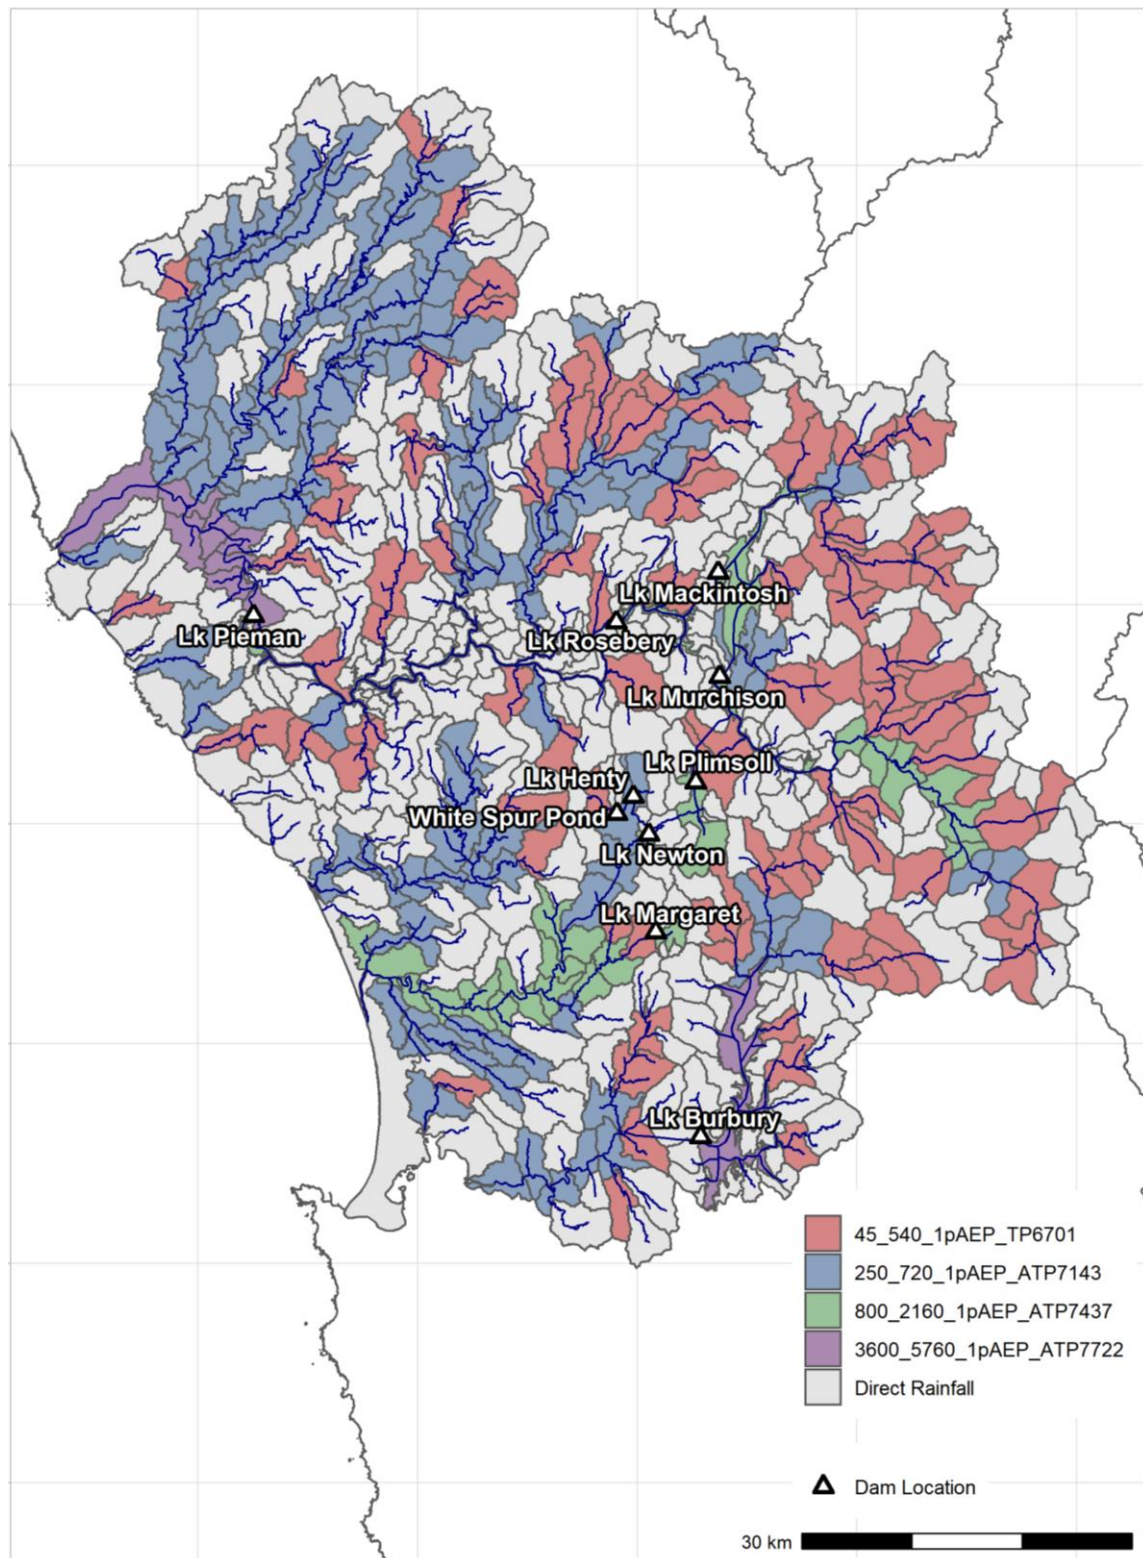 Lk Mackintosh
Lk Pieman
Lk Rosebery
Lk Murchison
Lk Plimsoll
Lk Henty
White Spur Pond
Lk Newton
Lk Margaret
Lk Burbury
45_540_1pAEP_TP6701
250_720_1pAEP_ATP7143
800_2160_1pAEP_ATP7437
3600_5760_1pAEP_ATP7722
Direct Rainfall
Dam Location
30 km